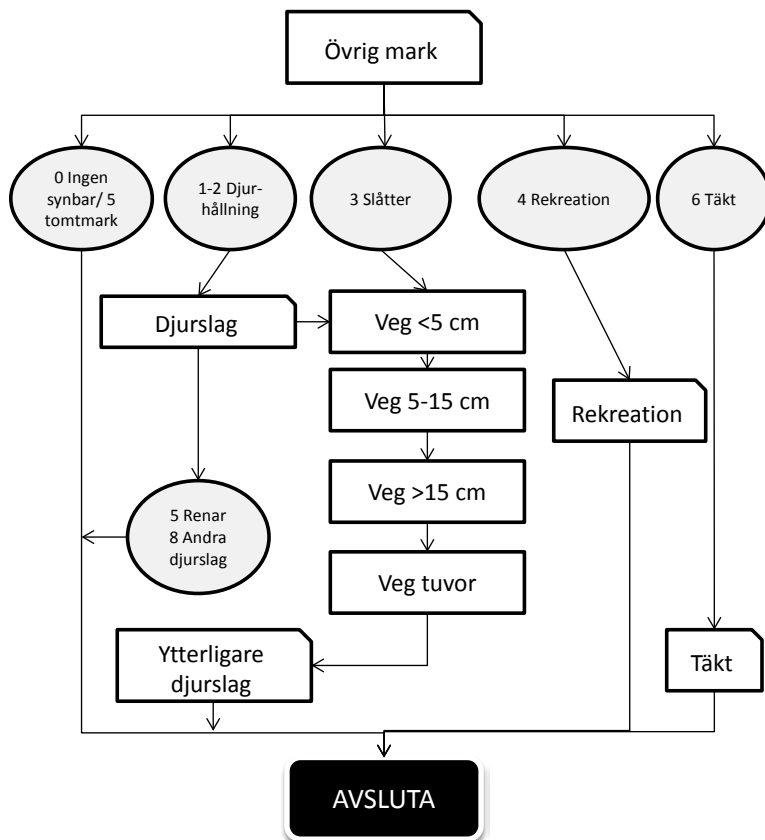 Övrig mark
0 Ingen
synbar/ 5
tomtmark
1-2 Djur-
hållning
3 Slåtter
4 Rekreation
6 Täkt
Djurslag
Veg <5 cm
Veg 5-15 cm
Rekreation
Veg >15 cm
5 Renar
8 Andra
djurslag
Veg tuvor
Ytterligare
djurslag
Täkt
AVSLUTA